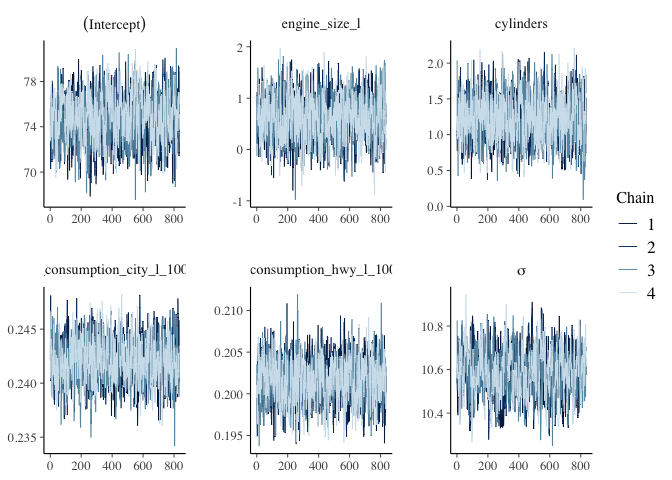 (Intercept)
engine_size_l
cylinders
78
74
70
2
1
0
-1
2.0
1.5
1.0
0.5
0.0
0 200 400 600 800
0 200 400 600 800
0 200 400 600 800
Chain
1
2
3
4
_consumption_city_l_100
consumption_hwy_l_100
σ
0.245
0.240
0.235
0.210
0.205
0.200
0.195
10.8
10.6
10.4
0 200 400 600 800
0 200 400 600 800
0 200 400 600 800